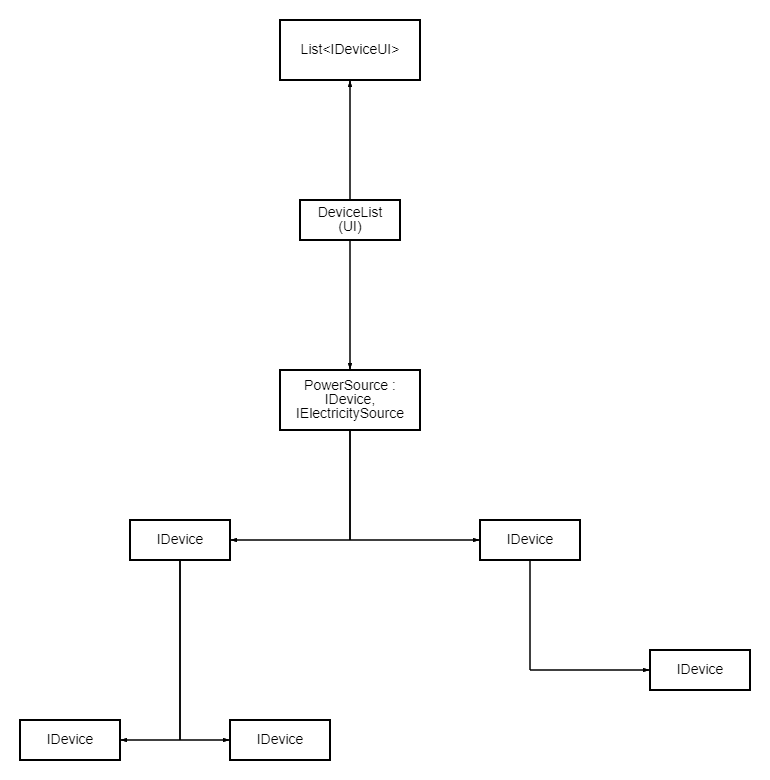 List<IDeviceUI>
DeviceList
(UI)
PowerSource :
IDevice,
IElectricitySource
IDevice
IDevice
IDevice
IDevice
IDevice